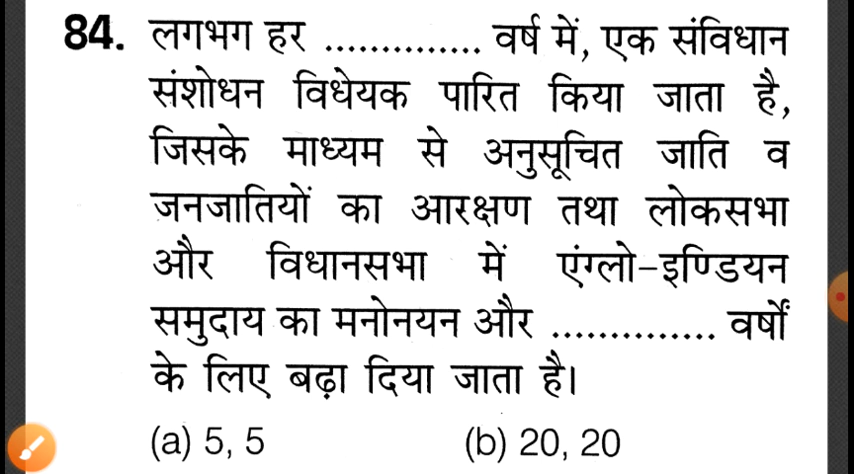 84. लगभग हर ............... वर्ष में, एक संविधान
संशोधन विधेयक पारित किया जाता है,
जिसके माध्यम से अनुसूचित जाति व
जनजातियों का आरक्षण तथा लोकसभा
और विधानसभा में एंग्लो-इण्डियन
समुदाय का मनोनयन और ............... वर्षों
के लिए बढ़ा दिया जाता है।
(a) 5, 5 (b) 20, 20